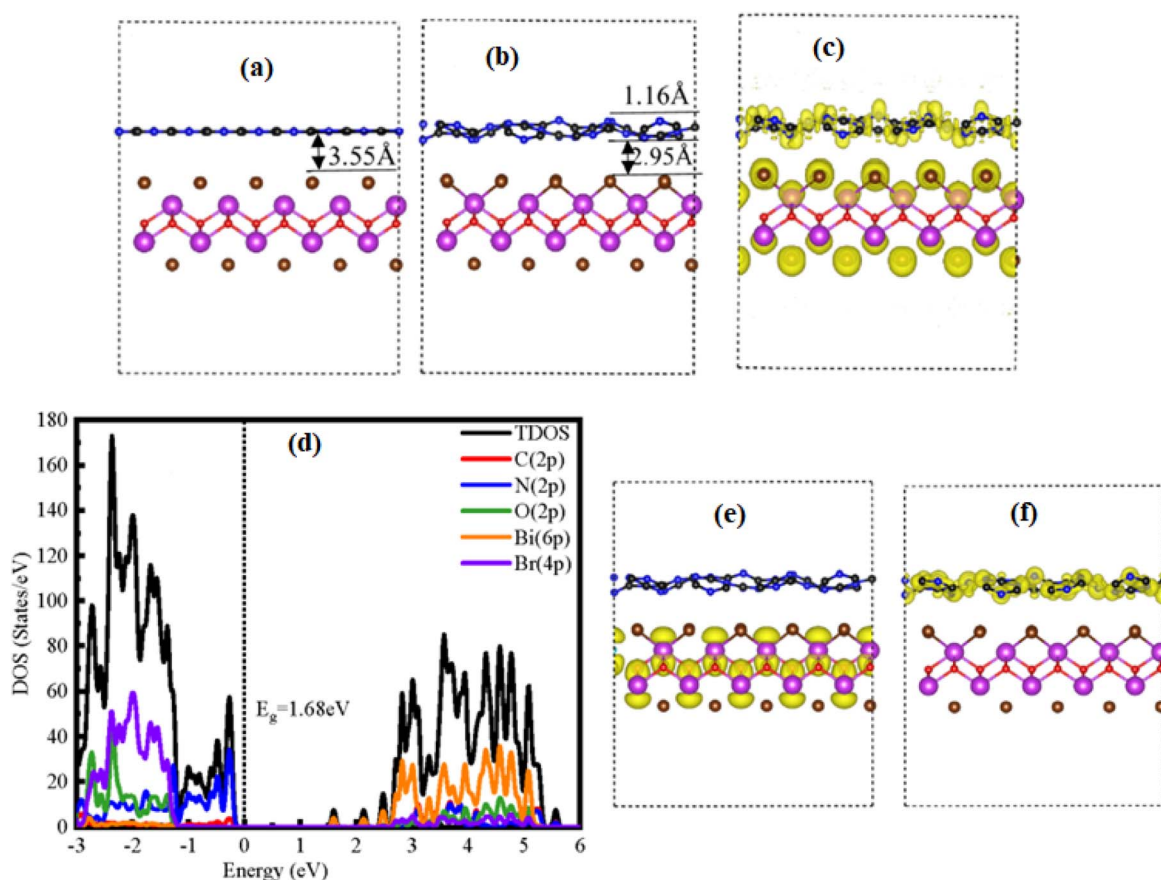 (a)
(b)
(c)
1.16Å
3.55Å
2.95Å
180
160
140
120
100
80
60
40
20
0
DOS (States/eV)
(d)
TDOS
C(2p)
N(2p)
O(2p)
Bi(6p)
Br(4p)
Eg=1.68eV
-3 -2 -1 0 1 2 3 4 5 6
Energy (eV)
(e)
(f)